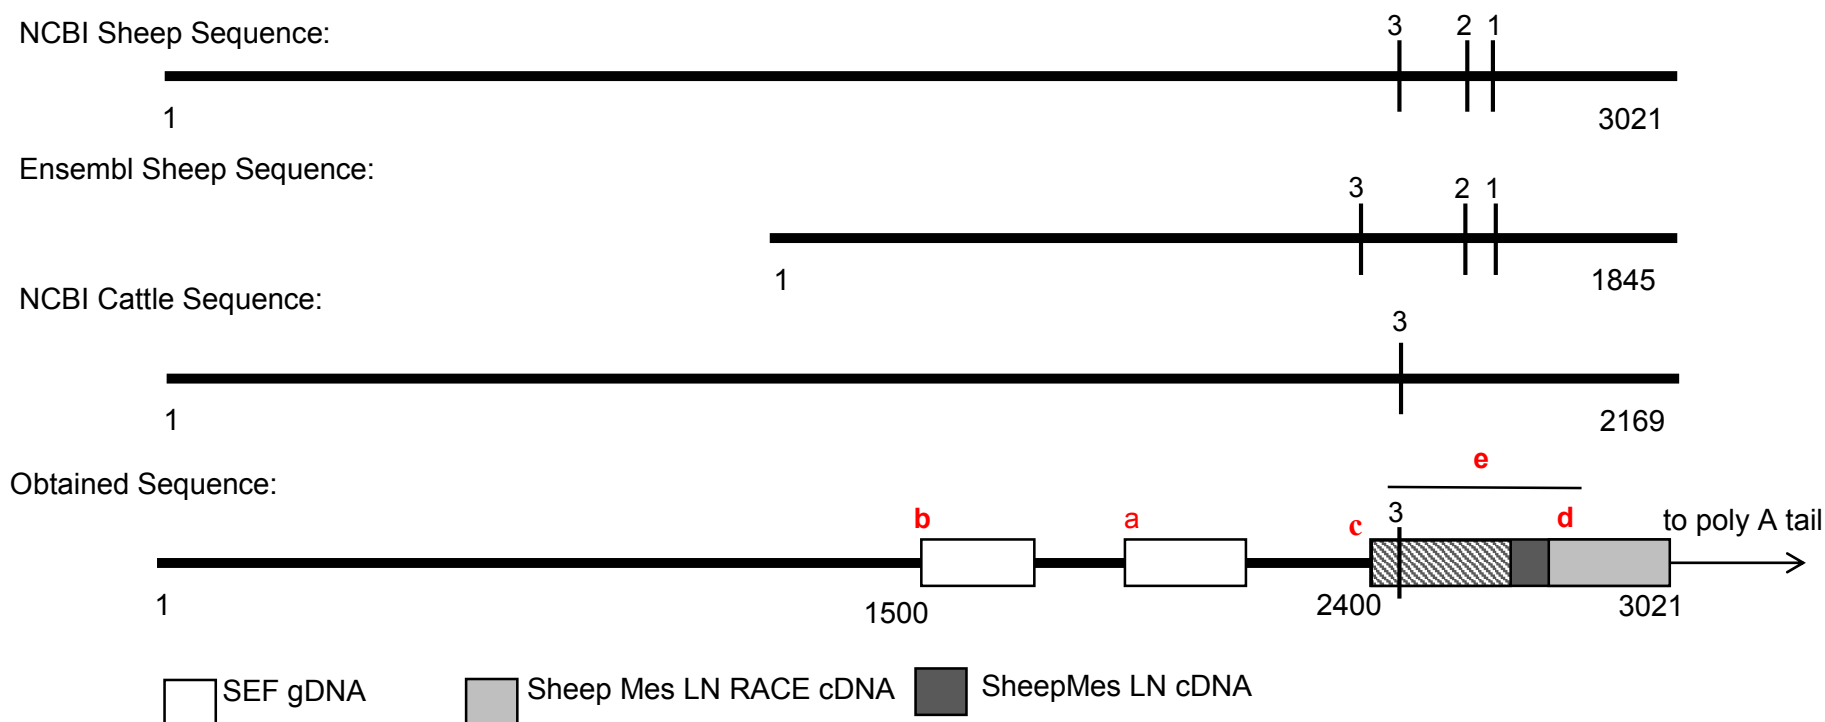 NCBI Sheep Sequence:
3 2 1
1 3021
Ensembl Sheep Sequence:
3 2 1
1 1845
NCBI Cattle Sequence:
3
1 2169
e
Obtained Sequence:
b a c 3 d to poly A tail
1 1500 2400 3021
SEF gDNA Sheep Mes LN RACE cDNA SheepMes LN cDNA